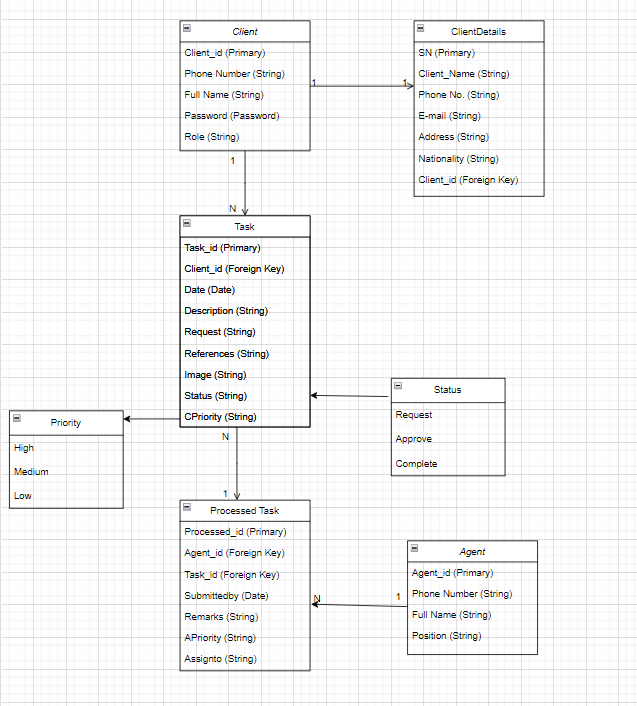 Client
Client_id (Primary)
Phone Number (String)
Full Name (String)
Password (Password)
Role (String)
1
1
ClientDetails
SN (Primary)
Client_Name (String)
Phone No. (String)
E-mail (String)
Address (String)
Nationality (String)
Client_id (Foreign Key)
1
N
Task
Task_id (Primary)
Client_id (Foreign Key)
Date (Date)
Description (String)
Request (String)
References (String)
Image (String)
Status (String)
CPriority (String)
Status
Request
Approve
Complete
Priority
High
Medium
Low
N
1
Processed Task
Processed_id (Primary)
Agent_id (Foreign Key)
Task_id (Foreign Key)
Submittedby (Date)
Remarks (String)
APriority (String)
Assignto (String)
N
1
Agent
Agent_id (Primary)
Phone Number (String)
Full Name (String)
Position (String)